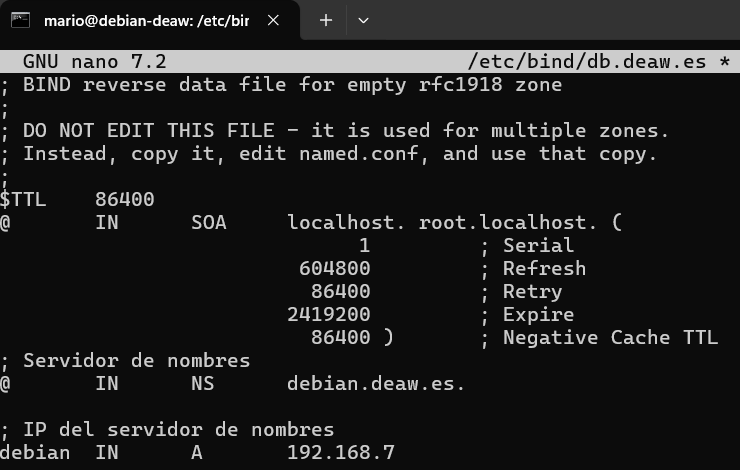 mario@debian-deaw: /etc/bir
GNU nano 7.2 /etc/bind/db.deaw.es *
; BIND reverse data file for empty rfc1918 zone
;
; DO NOT EDIT THIS FILE - it is used for multiple zones.
; Instead, copy it, edit named.conf, and use that copy.
;
$TTL 86400
@ IN SOA localhost. root.localhost. (
1 ; Serial
604800 ; Refresh
86400 ; Retry
2419200 ; Expire
86400 ) ; Negative Cache TTL
; Servidor de nombres
@ IN NS debian.deaw.es.
; IP del servidor de nombres
debian IN A 192.168.7